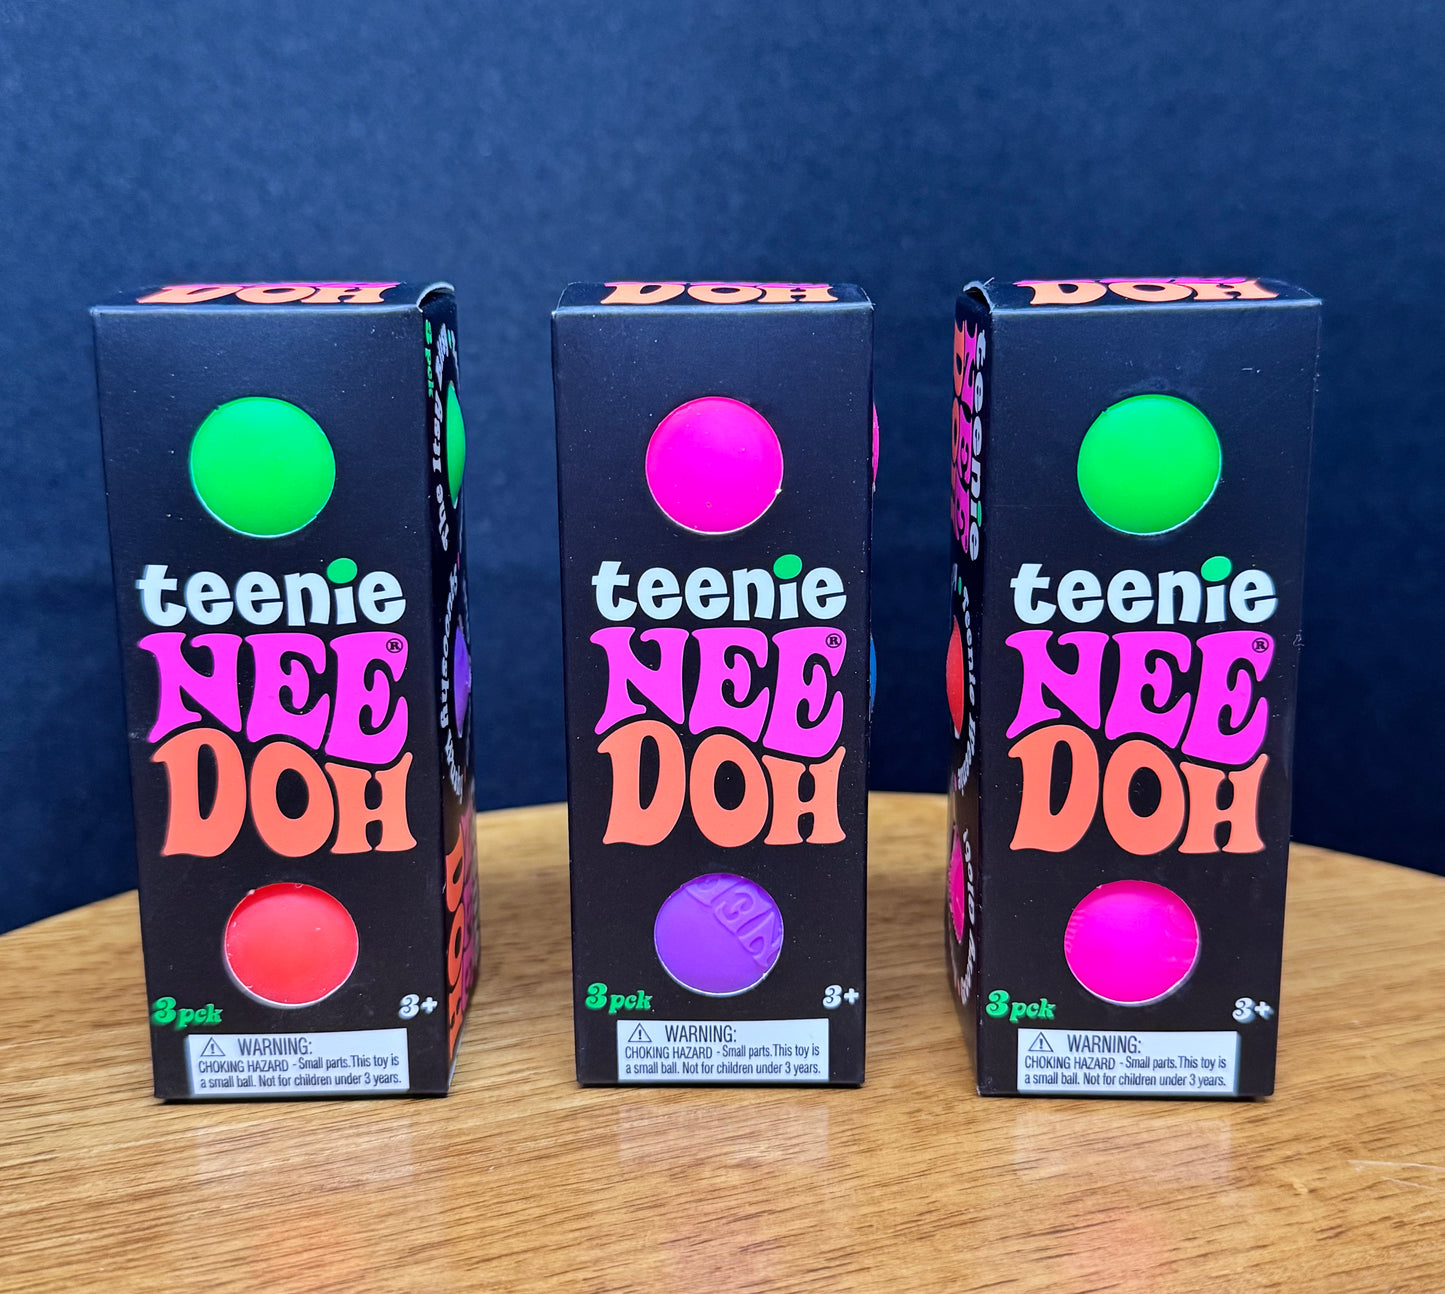 DOH
teenie
NEE®
DOH
3pck
3+
WARNING:
CHOKING HAZARD - Small parts. This toy is
a small ball. Not for children under 3 years.
3pck
DOH
DOH
teenie
NEE®
DOH
3pck
3+
WARNING:
CHOKING HAZARD - Small parts. This toy is
a small ball. Not for children under 3 years.
DOH
teenie
NEE®
DOH
3pck
3+
WARNING:
CHOKING HAZARD - Small parts. This toy is
a small ball. Not for children under 3 years.
teenie